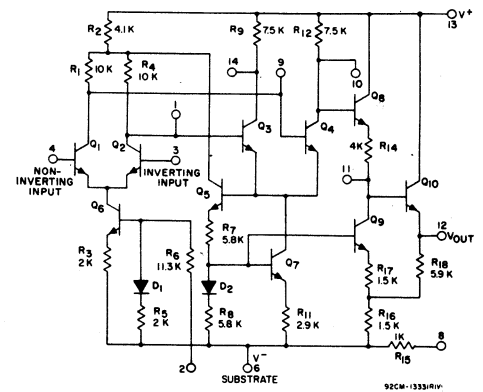 R2 4.1K
R9 7.5K
R12 7.5K
V+
13
R1 10K
R4 10K
14
9
10
1
Q8
4
Q1
Q2
3
Q3
Q4
4K R14
NON-INVERTING INPUT
INVERTING INPUT
11
Q10
Q6
Q5
R7 5.8K
Q9
12
VOUT
R3 2K
R6 11.3K
Q7
R17 1.5K
R18 5.9K
D1
D2
R5 2K
R8 5.8K
R11 2.9K
R16 1.5K
8
1K
R15
2
V-
6
SUBSTRATE
92CM-13331R1V